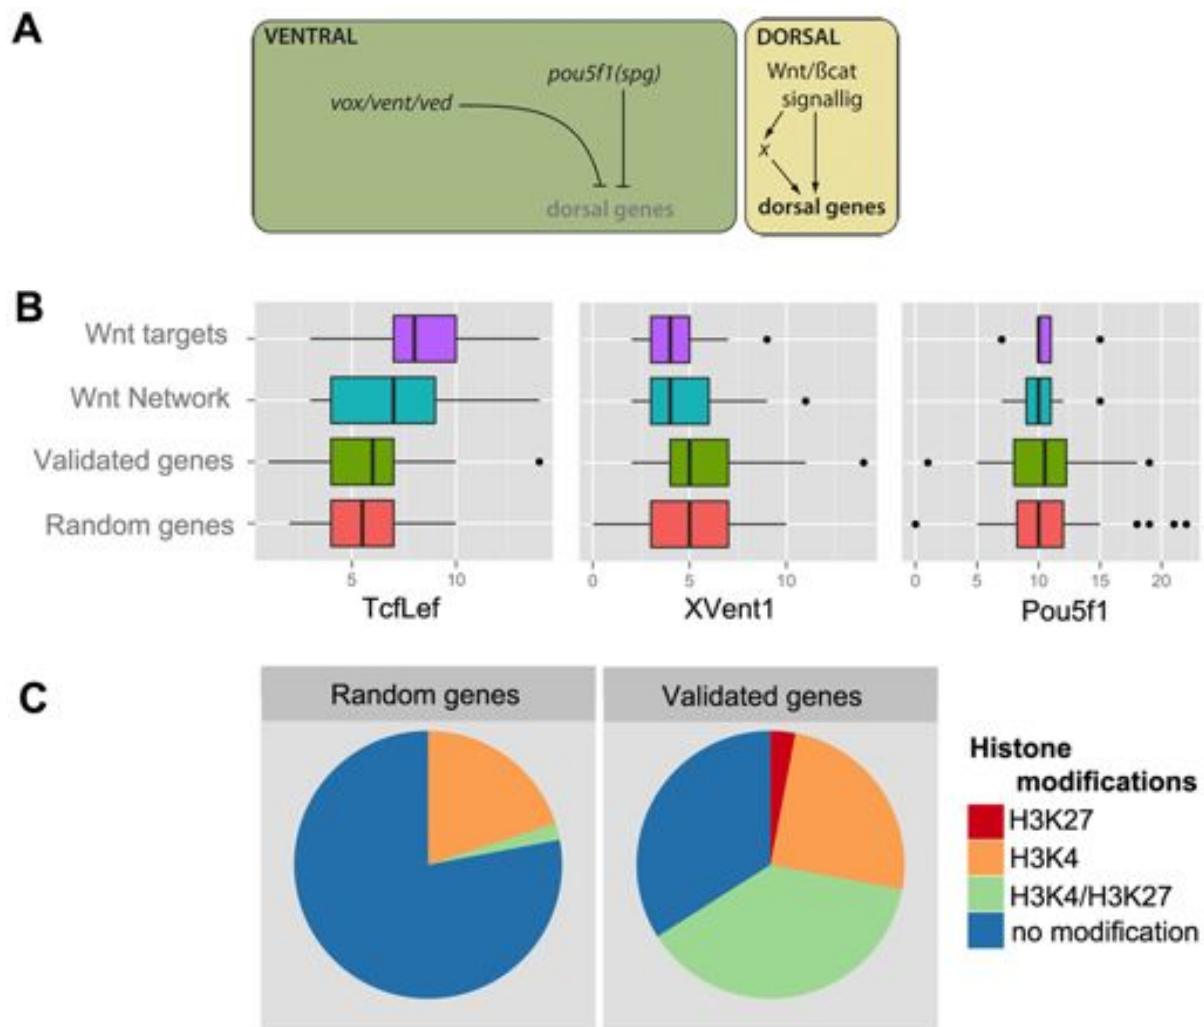 A
VENTRAL
DORSAL
pou5f1(spg)
vox/vent/ved
dorsal genes
Wnt/ßcat
signallig
x
dorsal genes
B
Wnt targets
Wnt Network
Validated genes
Random genes
5 10
0 5 10
0 5 10 15 20
TcfLef
XVent1
Pou5f1
C
Random genes
Validated genes
Histone
modifications
H3K27
H3K4
H3K4/H3K27
no modification